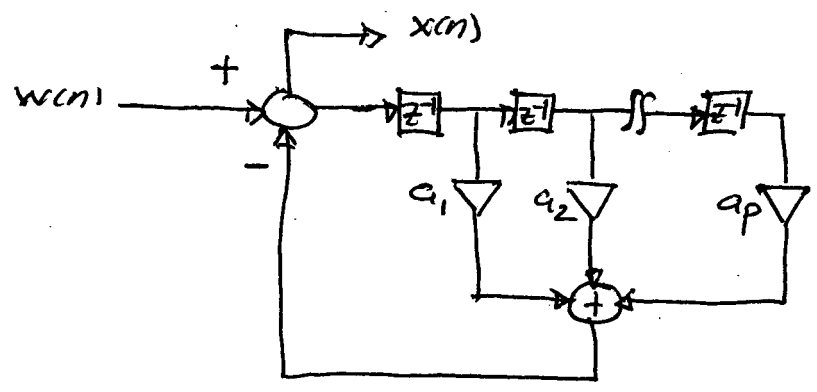 x(n)
+
w(n)
z⁻¹ z⁻¹ z⁻¹
−
a₁ a₂ aₚ
+